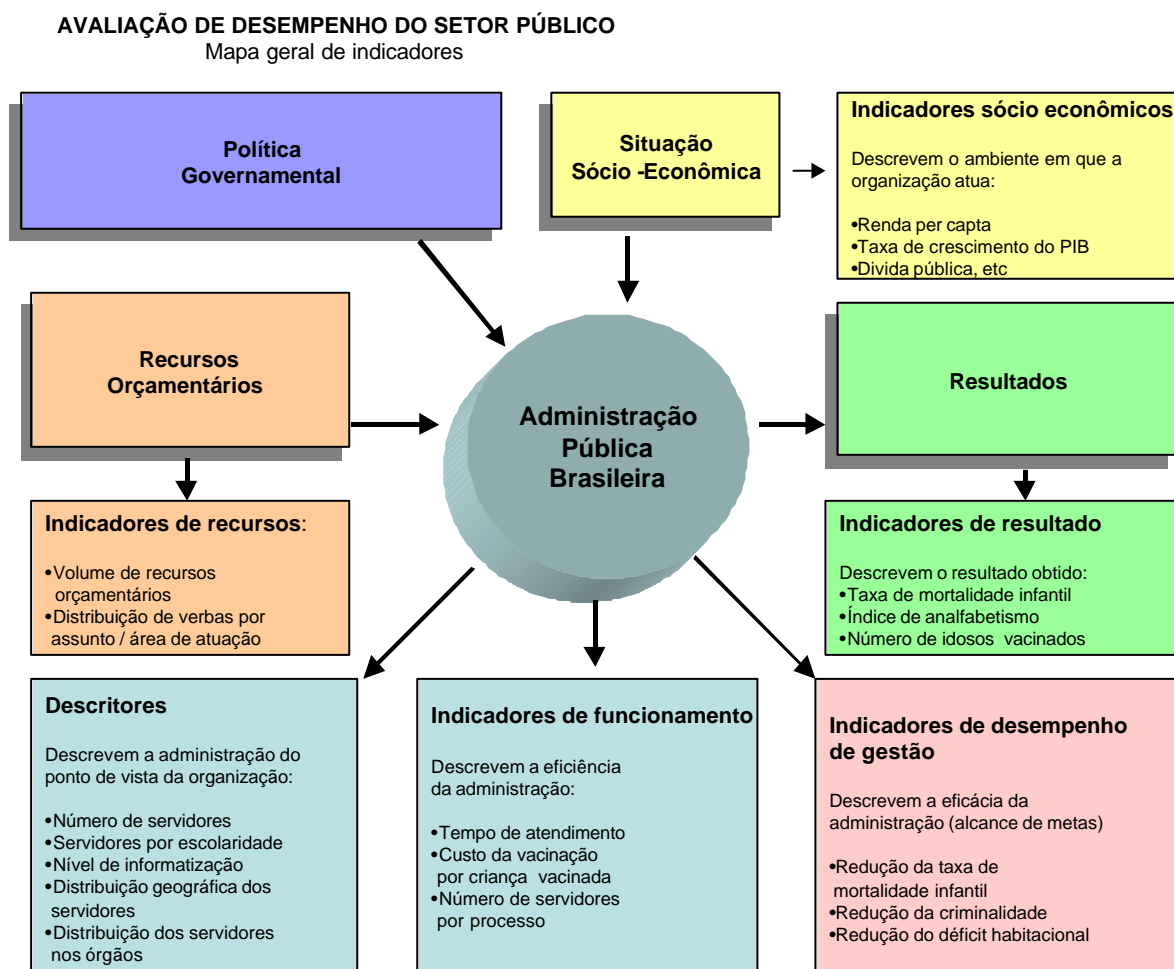 AVALIAÇÃO DE DESEMPENHO DO SETOR PÚBLICO
Mapa geral de indicadores
Política
Governamental
Situação
Sócio -Econômica
Indicadores sócio econômicos
Descrevem o ambiente em que a
organização atua:
•Renda per capta
•Taxa de crescimento do PIB
•Divida pública, etc
Recursos
Orçamentários
Administração
Pública
Brasileira
Resultados
Indicadores de recursos:
•Volume de recursos
orçamentários
•Distribuição de verbas por
assunto / área de atuação
Indicadores de resultado
Descrevem o resultado obtido:
•Taxa de mortalidade infantil
•Índice de analfabetismo
•Número de idosos vacinados
Descritores
Descrevem a administração do
ponto de vista da organização:
•Número de servidores
•Servidores por escolaridade
•Nível de informatização
•Distribuição geográfica dos
servidores
•Distribuição dos servidores
nos órgãos
Indicadores de funcionamento
Descrevem a eficiência
da administração:
•Tempo de atendimento
•Custo da vacinação
por criança vacinada
•Número de servidores
por processo
Indicadores de desempenho
de gestão
Descrevem a eficácia da
administração (alcance de metas)
•Redução da taxa de
mortalidade infantil
•Redução da criminalidade
•Redução do déficit habitacional